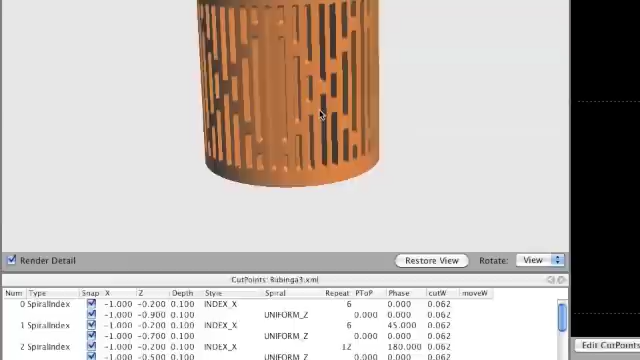 Render Detail Restore View Rotate: View
CutPoints: Bubinga3.xml
Num Type Snap X Z Depth Style Spiral Repeat PToP Phase cutW moveW
0 SpiralIndex -1.000 -0.200 0.100 INDEX_X 6 0.000 0.062
-1.000 -0.900 0.100 UNIFORM_Z 0.000 0.000 0.062
1 SpiralIndex -1.000 -0.200 0.100 INDEX_X 6 45.000 0.062
-1.000 -0.700 0.100 UNIFORM_Z 0.000 0.000 0.062
2 SpiralIndex -1.000 -0.200 0.100 INDEX_X 12 180.000 0.062
-1.000 -0.500 0.100 UNIFORM_Z 0.000 0.000 0.062
Edit CutPoints